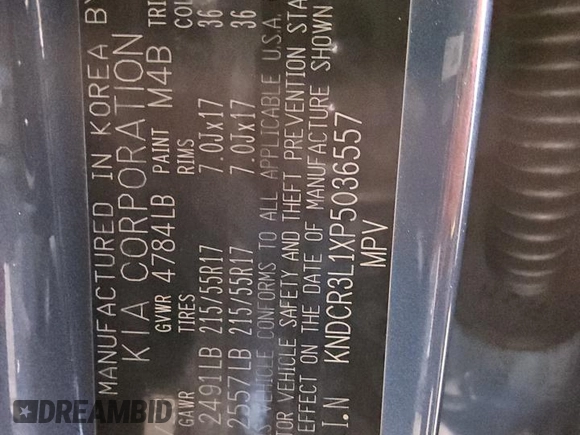 MANUFACTURED IN KOREA BY
KIA CORPORATION
GVWR 4784LB PAINT M4B TRI
GAWR TIRES RIMS
2491LB 215/55R17 7.0Jx17 36
2557LB 215/55R17 7.0Jx17 36
VEHICLE CONFORMS TO ALL APPLICABLE U.S.A.
VEHICLE SAFETY AND THEFT PREVENTION STA
EFFECT ON THE DATE OF MANUFACTURE SHOWN
I.N KNDCR3L1XP5036557
MPV
DREAMBID